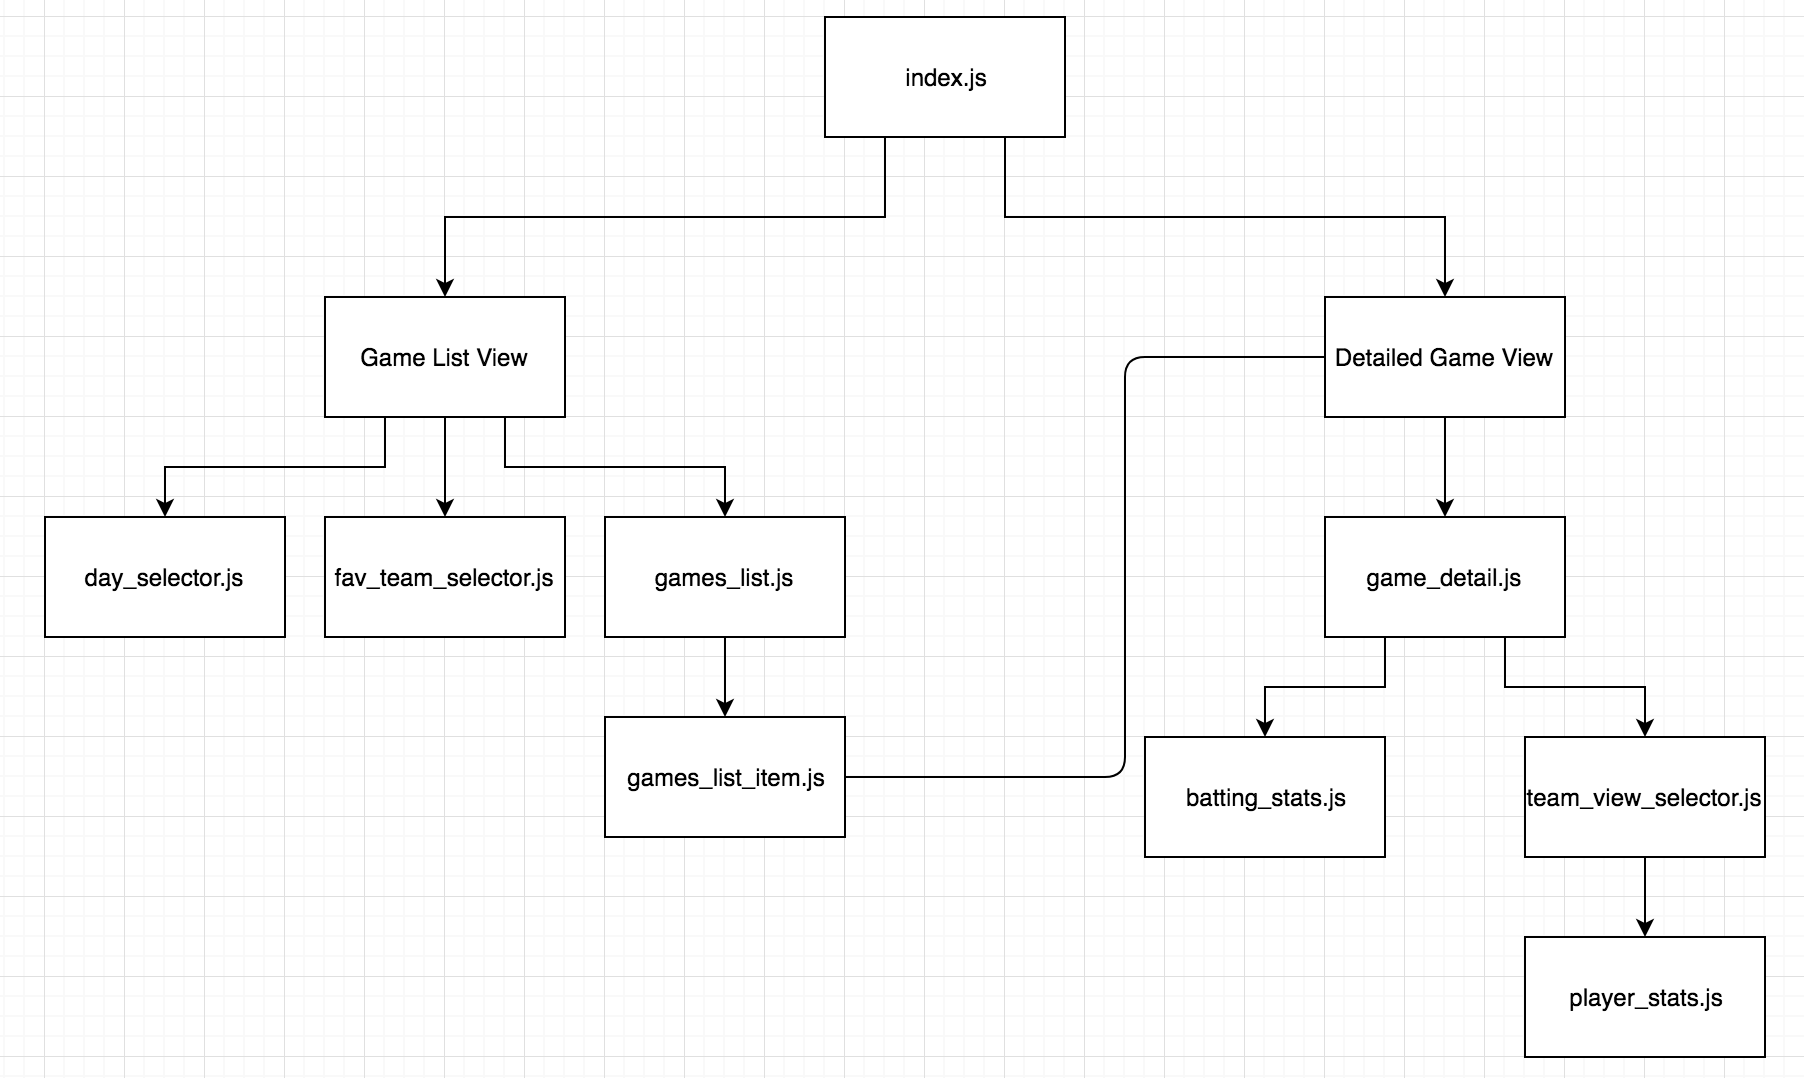 index.js
Game List View
Detailed Game View
day_selector.js
fav_team_selector.js
games_list.js
game_detail.js
games_list_item.js
batting_stats.js
team_view_selector.js
player_stats.js